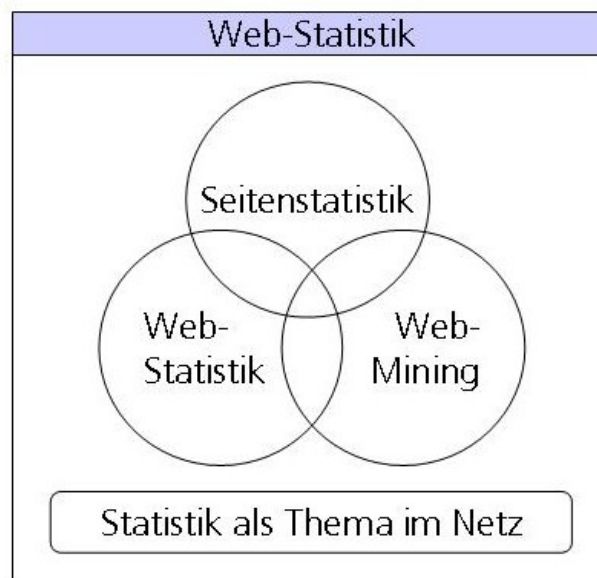 Web-Statistik
Seitenstatistik
Web-
Statistik
Web-
Mining
Statistik als Thema im Netz